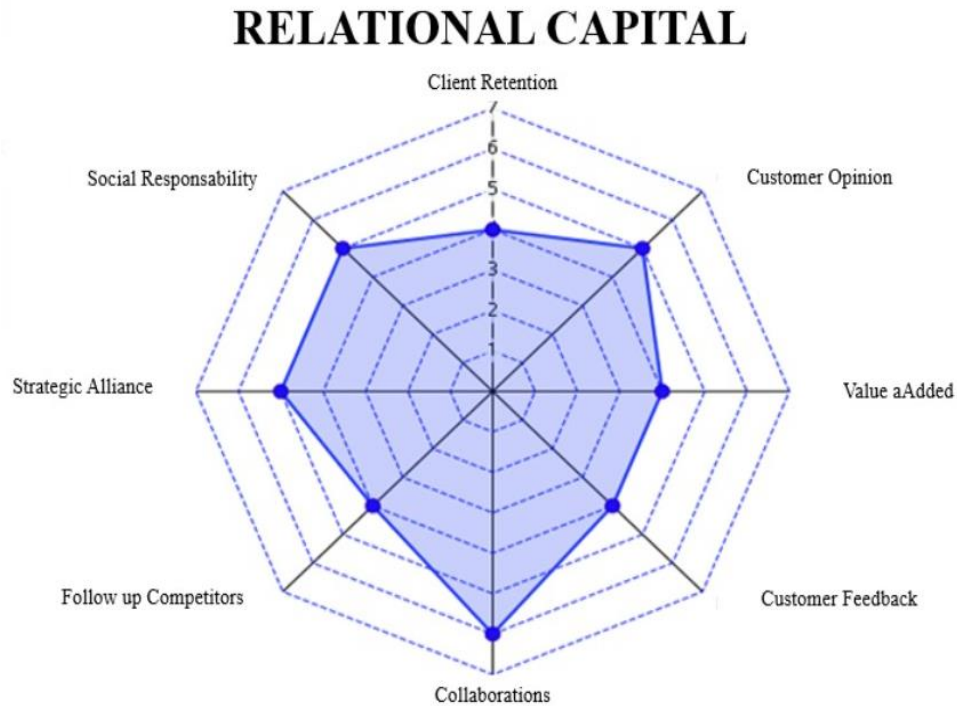 RELATIONAL CAPITAL
Client Retention
7
6
5
3
2
1
Social Responsability
Customer Opinion
Strategic Alliance
Value aAdded
Follow up Competitors
Customer Feedback
Collaborations